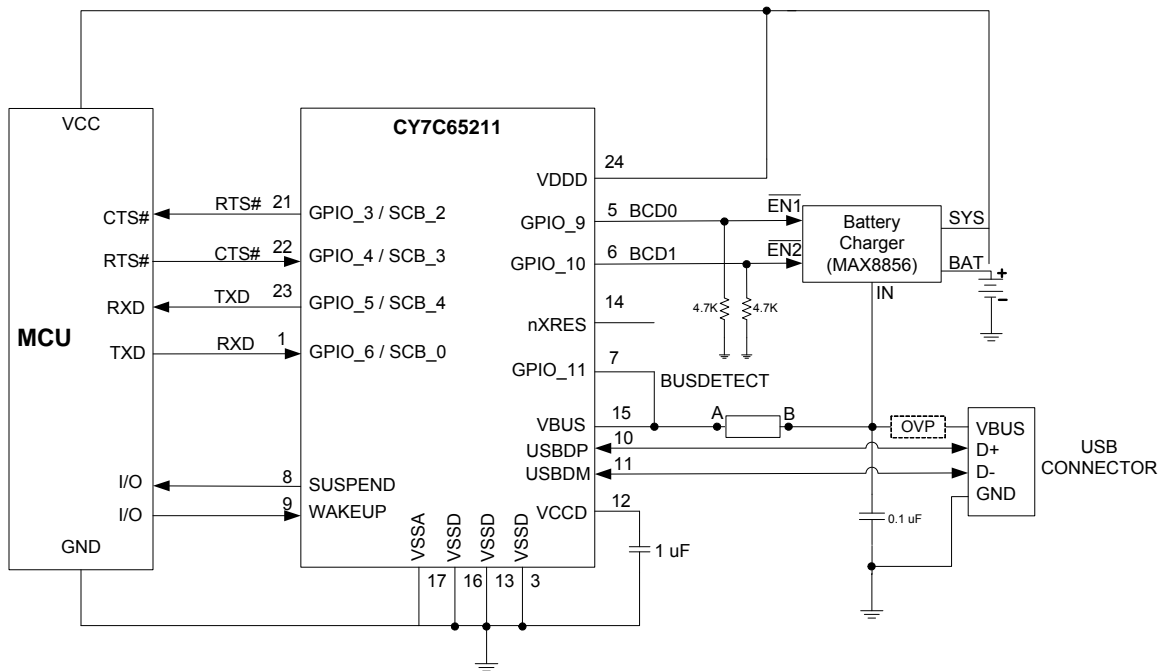 VCC
CY7C65211
24
VDDD
RTS# 21
CTS#
GPIO_3 / SCB_2
GPIO_9
5 BCD0
EN1
Battery
Charger
(MAX8856)
SYS
CTS# 22
RTS#
GPIO_4 / SCB_3
GPIO_10
6 BCD1
EN2
BAT
+
-
IN
TXD 23
RXD
GPIO_5 / SCB_4
14
nXRES
4.7K
4.7K
MCU
RXD 1
TXD
GPIO_6 / SCB_0
7
GPIO_11
BUSDETECT
VBUS
15
A
B
OVP
VBUS
USBDP
10
D+
USBDM
11
D-
GND
USB
CONNECTOR
I/O
8
SUSPEND
I/O
9
WAKEUP
VCCD
12
0.1 uF
1 uF
GND
VSSA
VSSD
VSSD
VSSD
17
16
13
3